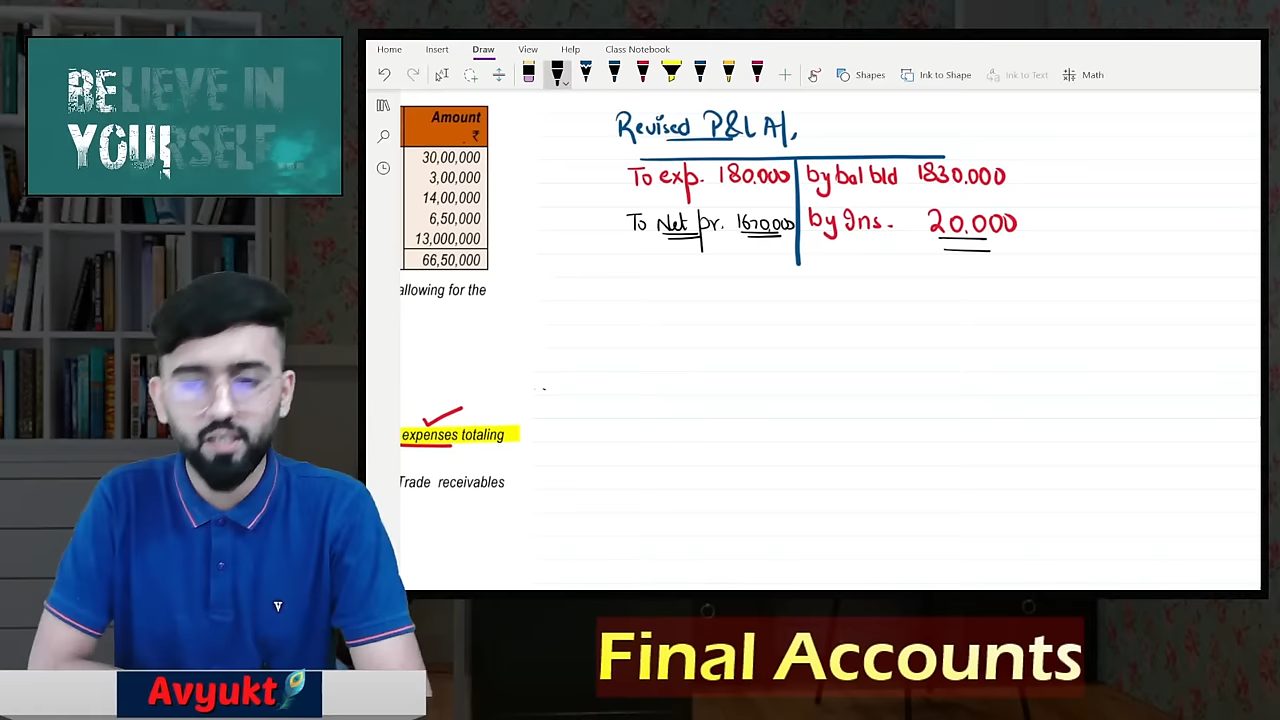 BELIEVE IN
YOURSELF...
Home Insert Draw View Help Class Notebook
Shapes Ink to Shape Ink to Text Math
Amount
₹
30,00,000
3,00,000
14,00,000
6,50,000
13,000,000
66,50,000
allowing for the
expenses totaling
Trade receivables
Revised P&L A/,
To exp. 180.000 by bal bld 1830.000
To Net pr. 1670,000 by Ins. 20.000
Final Accounts
Avyukt